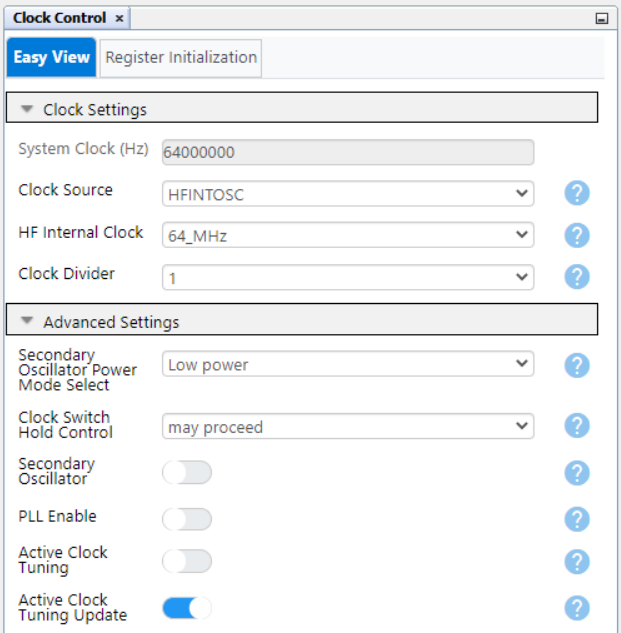 Clock Control ×
Easy View Register Initialization
Clock Settings
System Clock (Hz) 64000000
Clock Source HFINTOSC ?
HF Internal Clock 64_MHz ?
Clock Divider 1 ?
Advanced Settings
Secondary
Oscillator Power
Mode Select Low power ?
Clock Switch
Hold Control may proceed ?
Secondary
Oscillator ?
PLL Enable ?
Active Clock
Tuning ?
Active Clock
Tuning Update ?